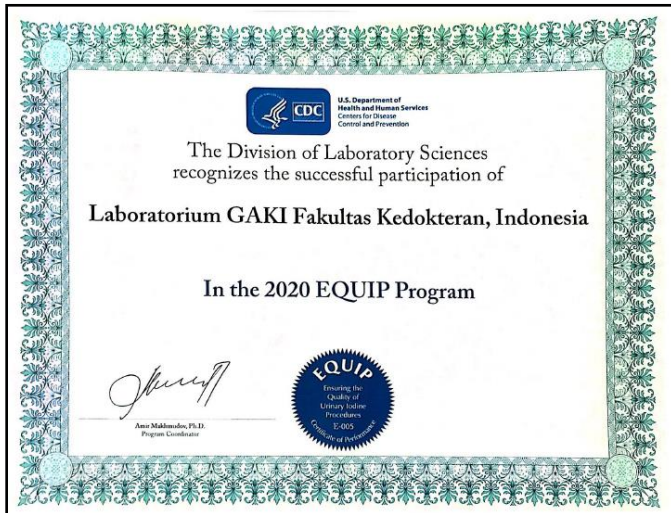 CDC
U.S. Department of
Health and Human Services
Centers for Disease
Control and Prevention
The Division of Laboratory Sciences
recognizes the successful participation of
Laboratorium GAKI Fakultas Kedokteran, Indonesia
In the 2020 EQUIP Program
Amir Makhmudov, Ph.D.
Program Coordinator
EQUIP
Ensuring the
Quality of
Urinary Iodine
Procedures
E-005
Certificate of Performance